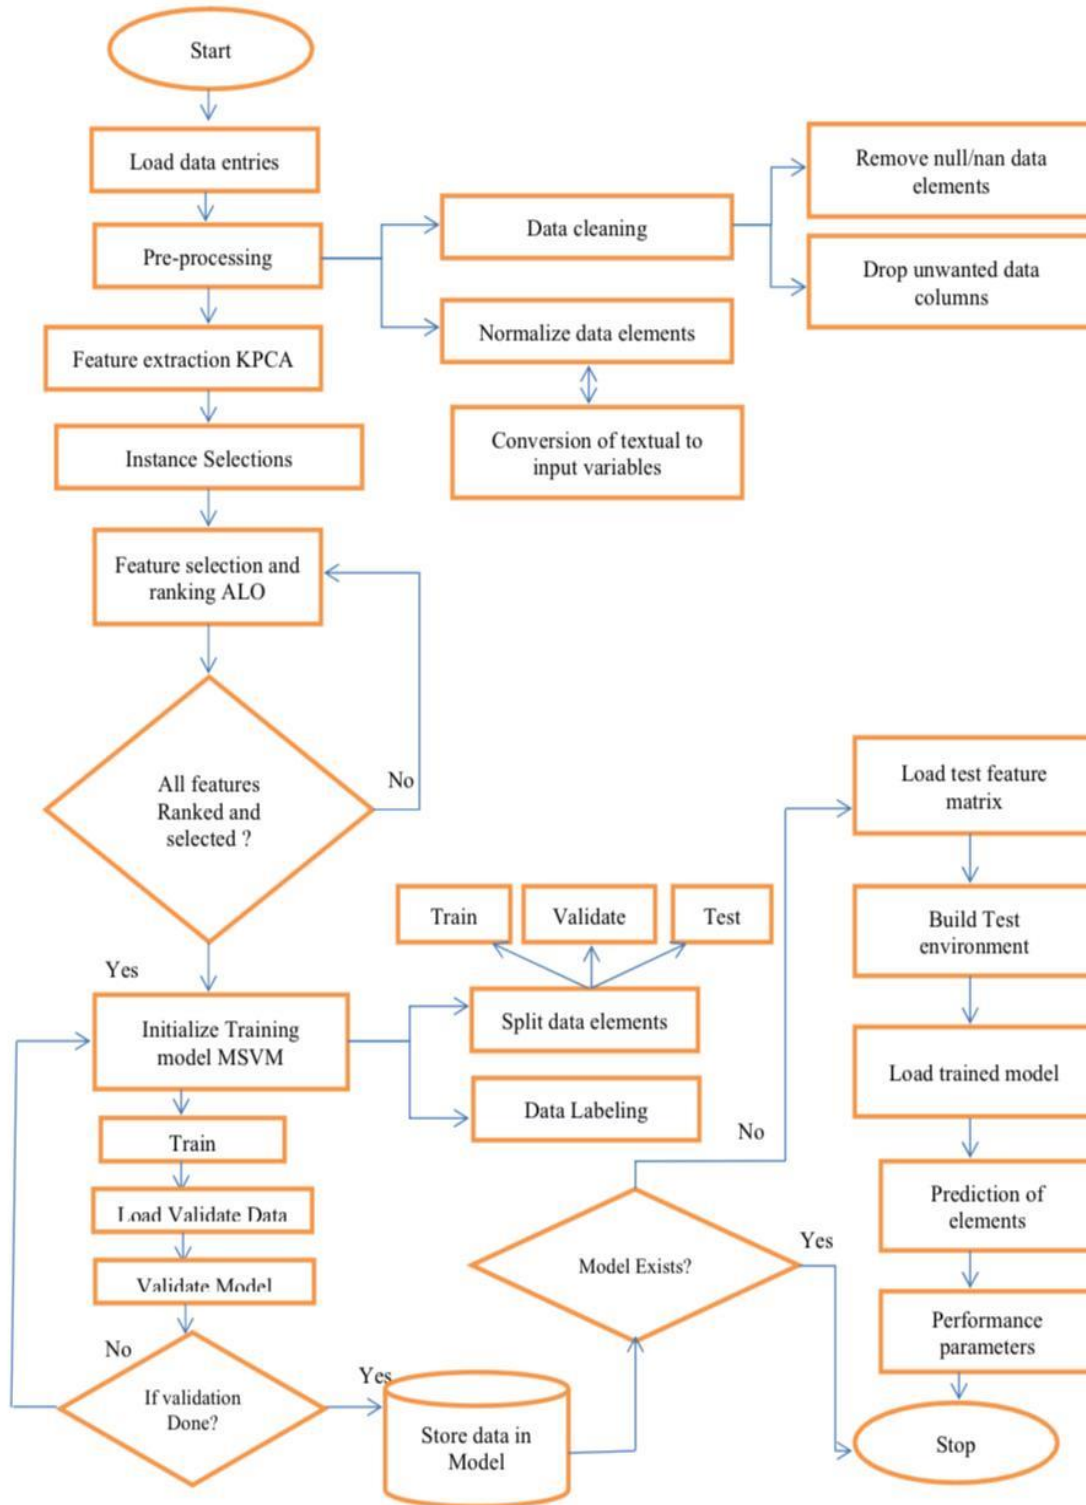 Start
Load data entries
Pre-processing
Data cleaning
Remove null/nan data
elements
Drop unwanted data
columns
Normalize data elements
Conversion of textual to
input variables
Feature extraction KPCA
Instance Selections
Feature selection and
ranking ALO
All features
Ranked and
selected ?
No
Yes
Initialize Training
model MSVM
Train
Validate
Test
Split data elements
Data Labeling
Train
Load Validate Data
Validate Model
If validation
Done?
No
Yes
Store data in
Model
Model Exists?
No
Yes
Load test feature
matrix
Build Test
environment
Load trained model
Prediction of
elements
Performance
parameters
Stop